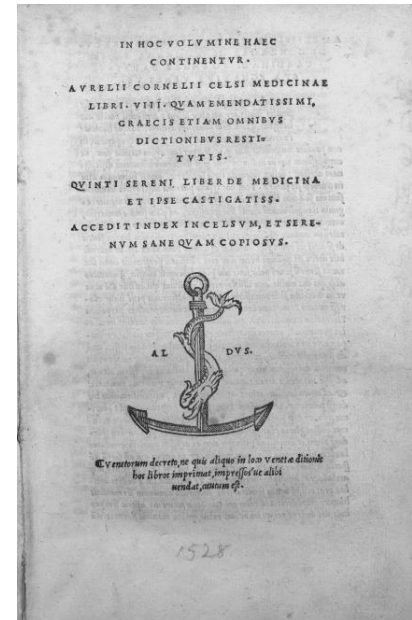 IN HOC VOLVMINE HAEC
CONTINENTVR.
AVRELII CORNELII CELSI MEDICINAE
LIBRI. VIII. QVAM EMENDATISSIMI,
GRAECIS ETIAM OMNIBVS
DICTIONIBVS RESTI-
TVTIS.
QVINTI SERENI LIBER DE MEDICINA
ET IPSE CASTIGATISS.
ACCEDIT INDEX IN CELSVM, ET SERE-
NVM SANE QVAM COPIOSVS.
AL DVS.
Venetorum decreto, ne quis aliquo in loco Venetæ ditionis
hos libros imprimat, impressos'ue alibi
uendat, cautum est.
1528